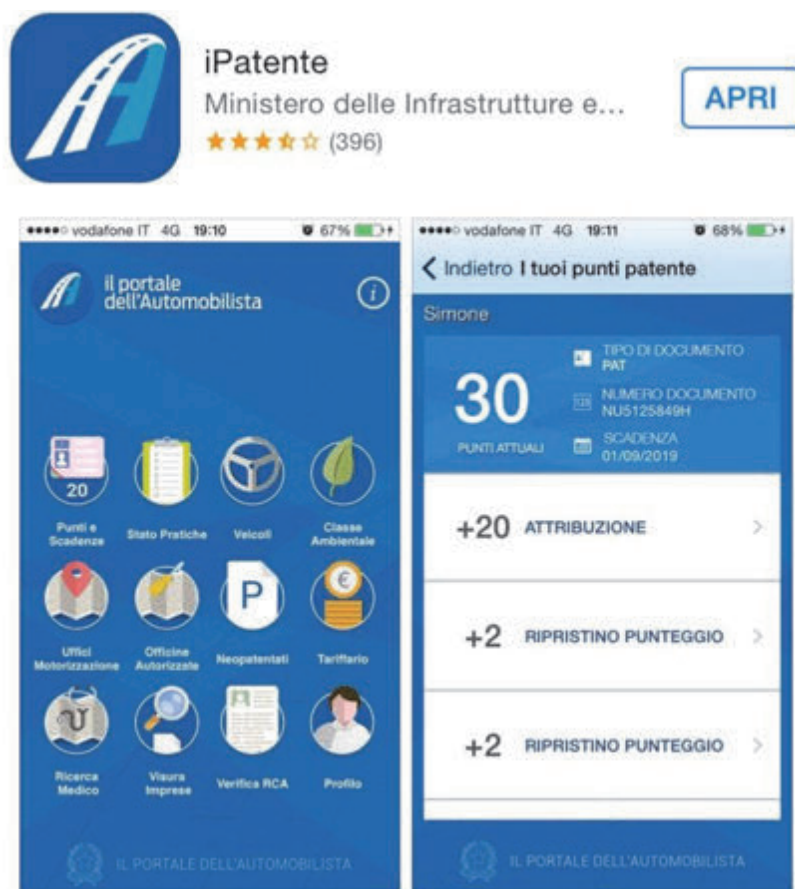 iPatente
Ministero delle Infrastrutture e...
APRI
(396)
vodafone IT 4G 19:10 67%
il portale
dell'Automobilista
i
20
Punti e
Scadenze
Stato Pratiche
Veicoli
Classe
Ambientale
P
€
Uffici
Motorizzazione
Officine
Autorizzate
Neopatentati
Tariffario
Ricerca
Medico
Visura
Imprese
Verifica RCA
Profilo
IL PORTALE DELL'AUTOMOBILISTA
vodafone IT 4G 19:11 68%
Indietro I tuoi punti patente
Simone
30
PUNTI ATTUALI
TIPO DI DOCUMENTO
PAT
123
NUMERO DOCUMENTO
NU5125849H
SCADENZA
01/09/2019
+20 ATTRIBUZIONE
+2 RIPRISTINO PUNTEGGIO
+2 RIPRISTINO PUNTEGGIO
IL PORTALE DELL'AUTOMOBILISTA